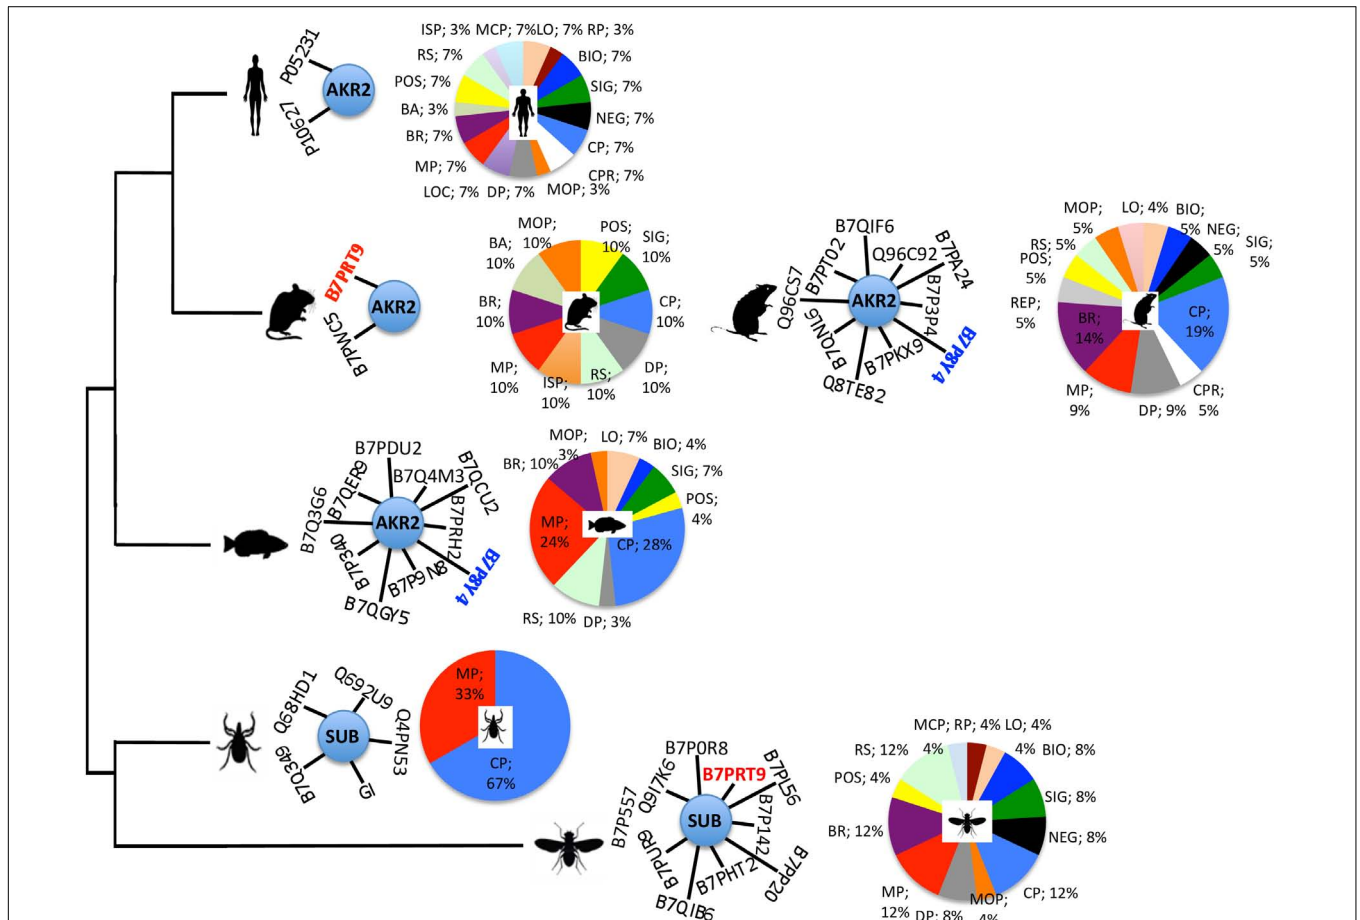 ISP; 3% MCP; 7% LO; 7% RP; 3%
RS; 7%
BIO; 7%
POS; 7%
SIG; 7%
BA; 3%
NEG; 7%
BR; 7%
CP; 7%
MP; 7%
CPR; 7%
LOC; 7% DP; 7% MOP; 3%
P05231
AKR2
P10627
B7PRT9
AKR2
B7PWC5
MOP;
10%
POS;
10%
SIG;
10%
BA;
10%
BR;
10%
CP;
10%
MP;
10%
ISP;
10%
RS;
10%
DP;
10%
B7QIF6
Q96C92
B7PA24
B7PT02
Q96CS7
AKR2
B7P3PA
B7P8Y4
B7QNL5
B7PKX9
Q8TE82
MOP;
5%
LO; 4%
BIO;
5%
NEG;
5%
SIG;
5%
RS; 5%
POS;
5%
REP;
5%
BR;
14%
CP;
19%
MP;
9%
DP; 9%
CPR;
5%
B7PDU2
B7Q4M3
B7QCU2
B7QER9
B7Q3G6
AKR2
B7PRH2
B7P8Y4
B7P340
B7P9N8
B7QGY5
MOP;
3%
LO; 7%
BIO; 4%
BR; 10%
SIG; 7%
POS;
4%
MP;
24%
CP; 28%
RS; 10% DP; 3%
Q68HD1
Q692U9
SUB
Q4PN53
B7Q349
MP;
33%
CP;
67%
B7P0R8
B7PRT9
B7PL56
Q9I7K6
B7P557
SUB
B7P142
B7PUR9
B7PHT2
B7PP20
B7QIB6
MCP;
4%
RP; 4%
LO;
4%
RS; 12%
BIO; 8%
POS; 4%
SIG; 8%
BR; 12%
NEG; 8%
MP;
12%
CP; 12%
DP; 8%
MOP;
4%